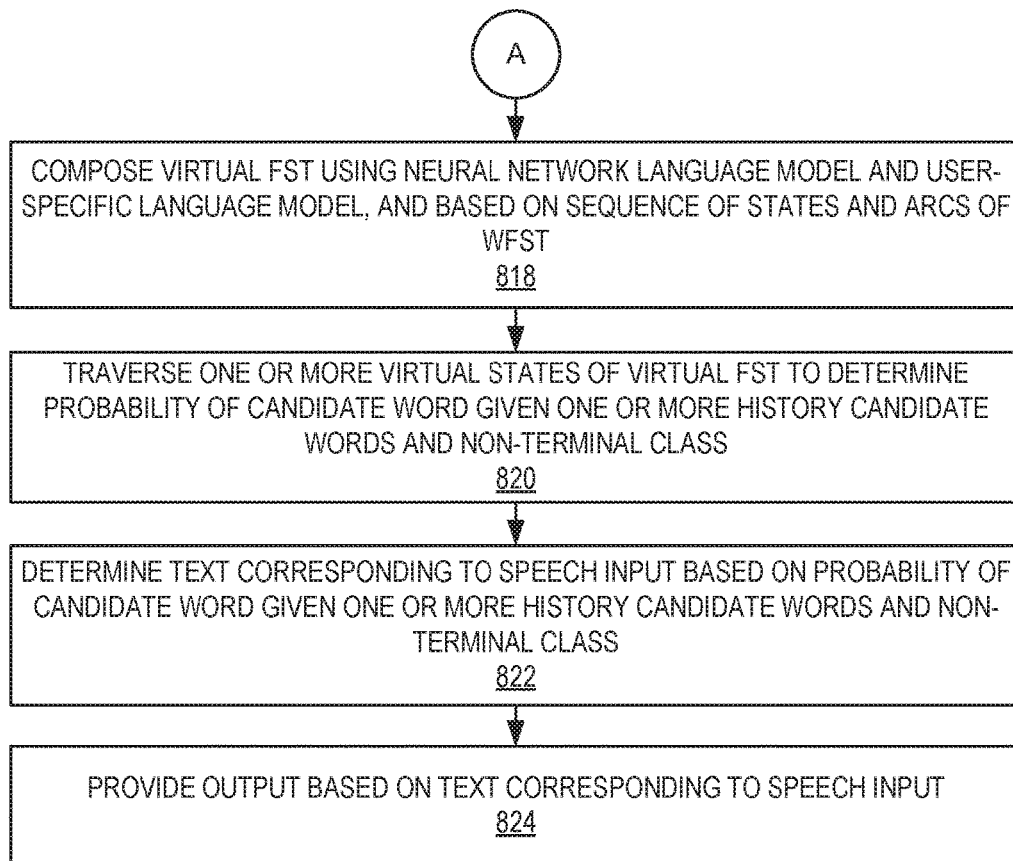 A
COMPOSE VIRTUAL FST USING NEURAL NETWORK LANGUAGE MODEL AND USER-
SPECIFIC LANGUAGE MODEL, AND BASED ON SEQUENCE OF STATES AND ARCS OF
WFST
818
TRAVERSE ONE OR MORE VIRTUAL STATES OF VIRTUAL FST TO DETERMINE
PROBABILITY OF CANDIDATE WORD GIVEN ONE OR MORE HISTORY CANDIDATE
WORDS AND NON-TERMINAL CLASS
820
DETERMINE TEXT CORRESPONDING TO SPEECH INPUT BASED ON PROBABILITY OF
CANDIDATE WORD GIVEN ONE OR MORE HISTORY CANDIDATE WORDS AND NON-
TERMINAL CLASS
822
PROVIDE OUTPUT BASED ON TEXT CORRESPONDING TO SPEECH INPUT
824